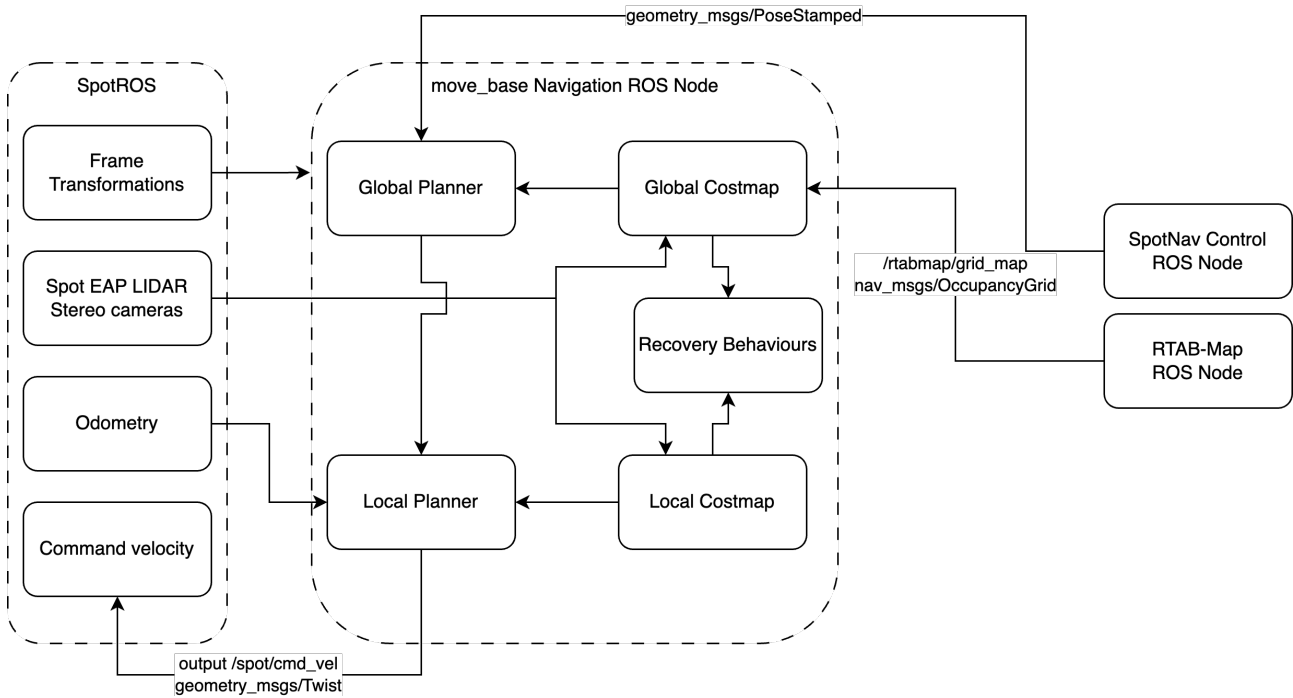 geometry_msgs/PoseStamped
SpotROS
move_base Navigation ROS Node
Frame
Transformations
Global Planner
Global Costmap
SpotNav Control
ROS Node
/rtabmap/grid_map
nav_msgs/OccupancyGrid
Spot EAP LIDAR
Stereo cameras
Recovery Behaviours
RTAB-Map
ROS Node
Odometry
Local Planner
Local Costmap
Command velocity
output /spot/cmd_vel
geometry_msgs/Twist